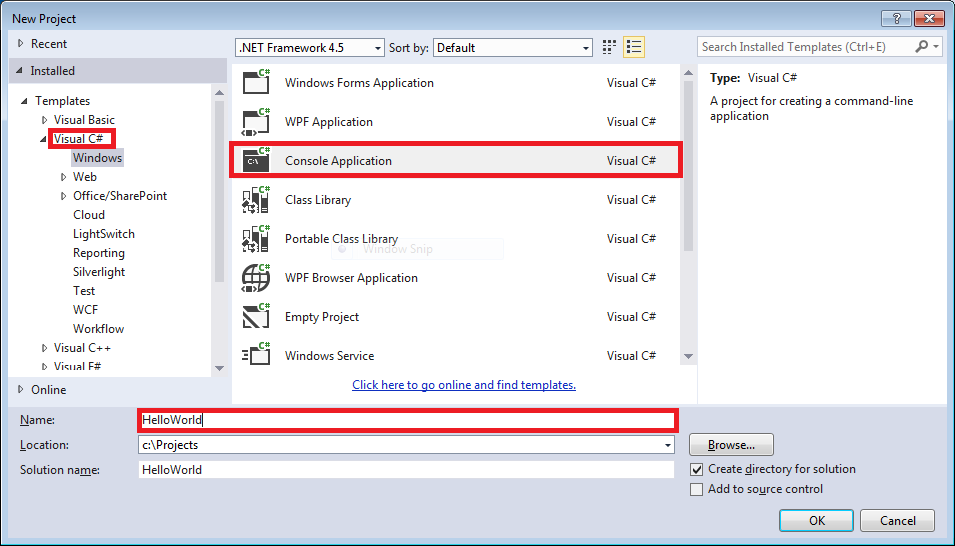 New Project
Recent
Installed
Templates
Visual Basic
Visual C#
Windows
Web
Office/SharePoint
Cloud
LightSwitch
Reporting
Silverlight
Test
WCF
Workflow
Visual C++
Visual F#
Online
.NET Framework 4.5 Sort by: Default
C# Windows Forms Application Visual C#
C# WPF Application Visual C#
C# C:\ Console Application Visual C#
C# Class Library Visual C#
C# Portable Class Library Visual C#
Window Snip
C# WPF Browser Application Visual C#
C# Empty Project Visual C#
C# Windows Service Visual C#
Click here to go online and find templates.
Search Installed Templates (Ctrl+E)
Type: Visual C#
A project for creating a command-line
application
Name: HelloWorld
Location: c:\Projects Browse...
Solution name: HelloWorld
Create directory for solution
Add to source control
OK Cancel